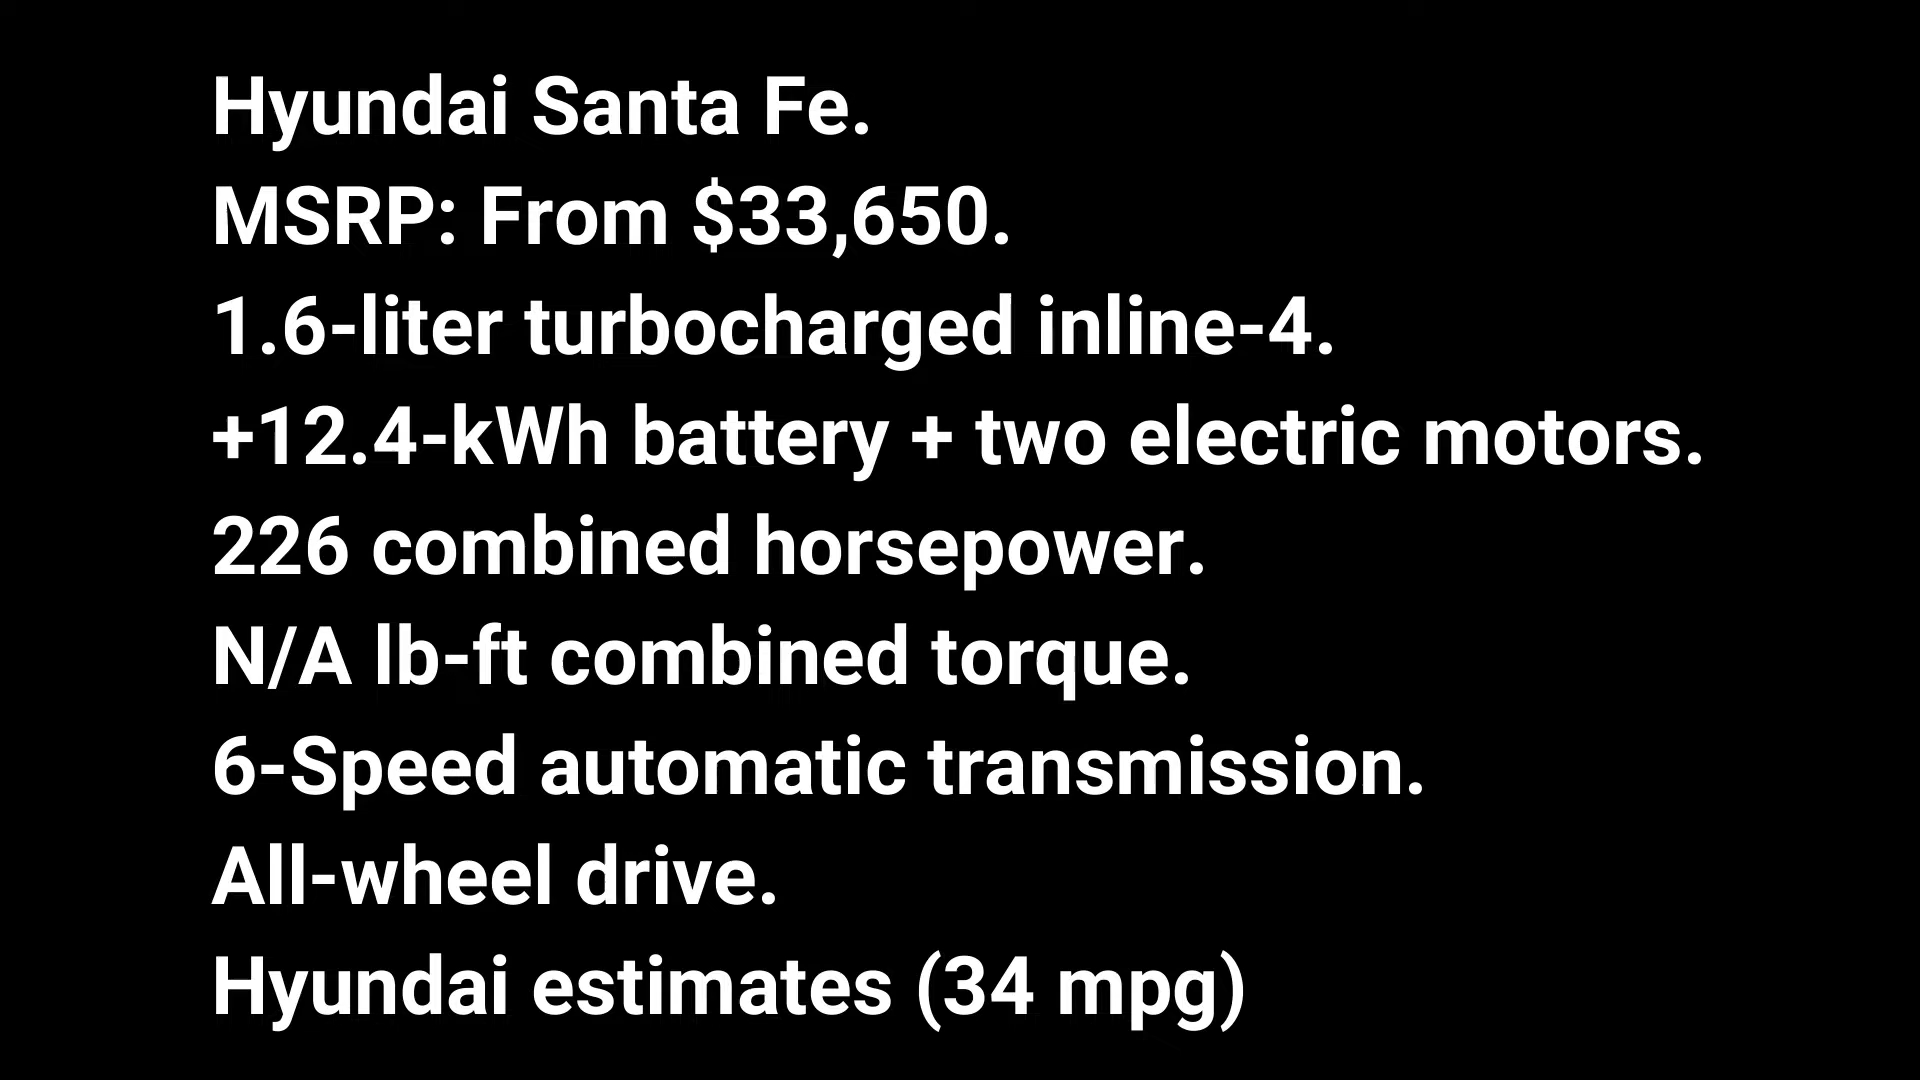 Hyundai Santa Fe.
MSRP: From $33,650.
1.6-liter turbocharged inline-4.
+12.4-kWh battery + two electric motors.
226 combined horsepower.
N/A lb-ft combined torque.
6-Speed automatic transmission.
All-wheel drive.
Hyundai estimates (34 mpg)